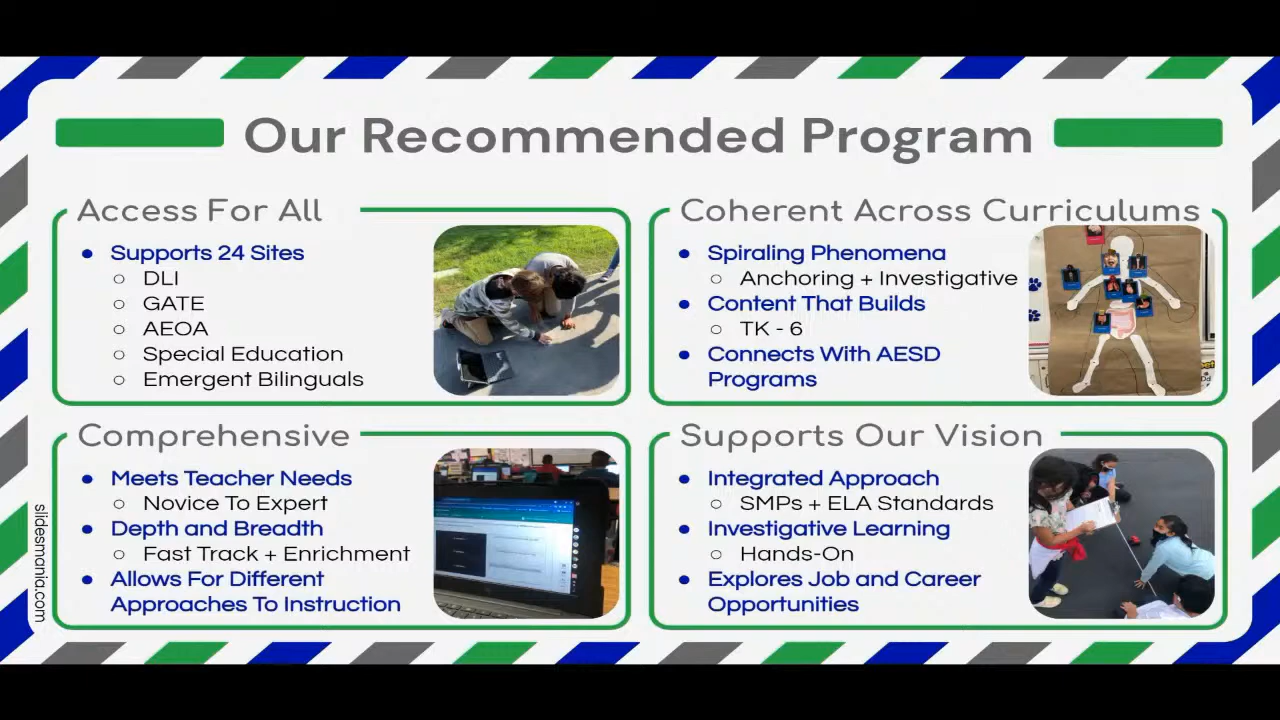 Our Recommended Program
Access For All
Supports 24 Sites
DLI
GATE
AEOA
Special Education
Emergent Bilinguals
Coherent Across Curriculums
Spiraling Phenomena
Anchoring + Investigative
Content That Builds
TK - 6
Connects With AESD
Programs
Comprehensive
Meets Teacher Needs
Novice To Expert
Depth and Breadth
Fast Track + Enrichment
Allows For Different
Approaches To Instruction
Supports Our Vision
Integrated Approach
SMPs + ELA Standards
Investigative Learning
Hands-On
Explores Job and Career
Opportunities
slidesmania.com